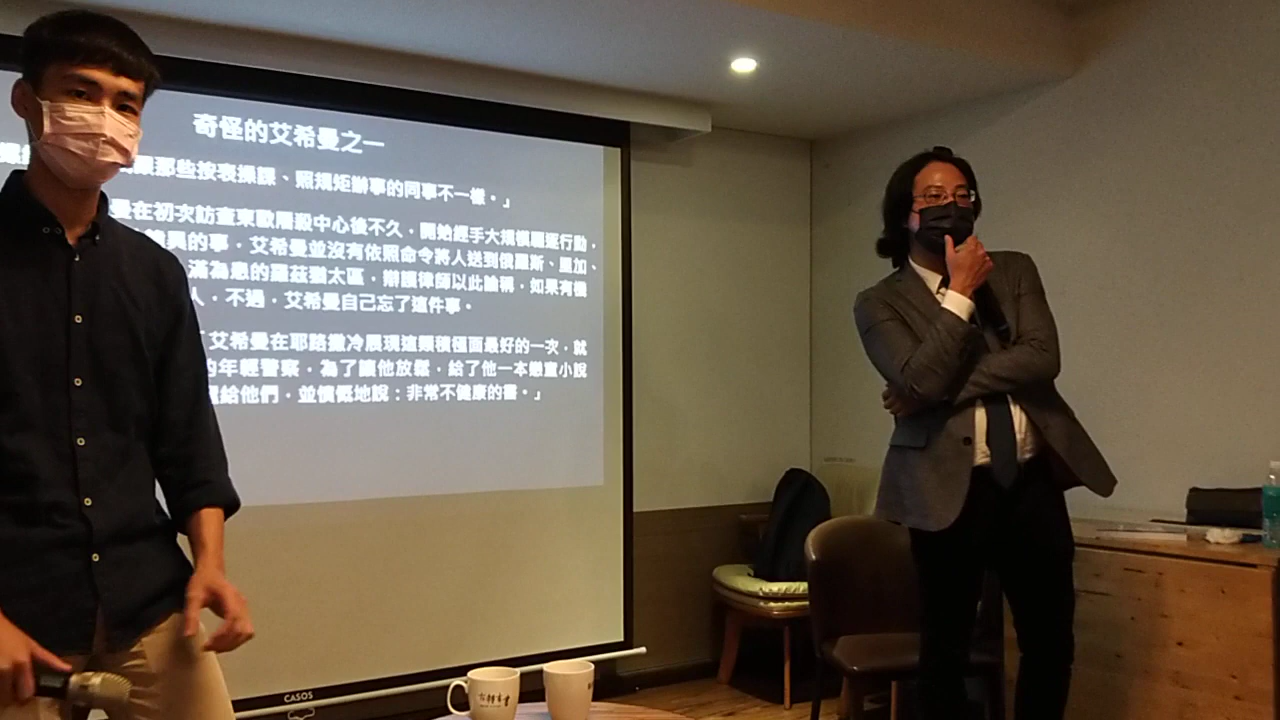 奇怪的艾希曼之一
那些按表操課、照規矩辦事的同事不一樣。」
曼在初次訪查東歐屠殺中心後不久，開始經手大規模驅逐行動，
異的事，艾希曼並沒有依照命令將人送到俄羅斯、里加、
滿為患的羅茲猶太區，辯護律師以此論稱，如果有機
人，不過，艾希曼自己忘了這件事。
「艾希曼在耶路撒冷展現這類積極面最好的一次，就
的年輕警察，為了讓他放鬆，給了他一本戀童小說
給他們，並憤慨地說：非常不健康的書。」
CASOS